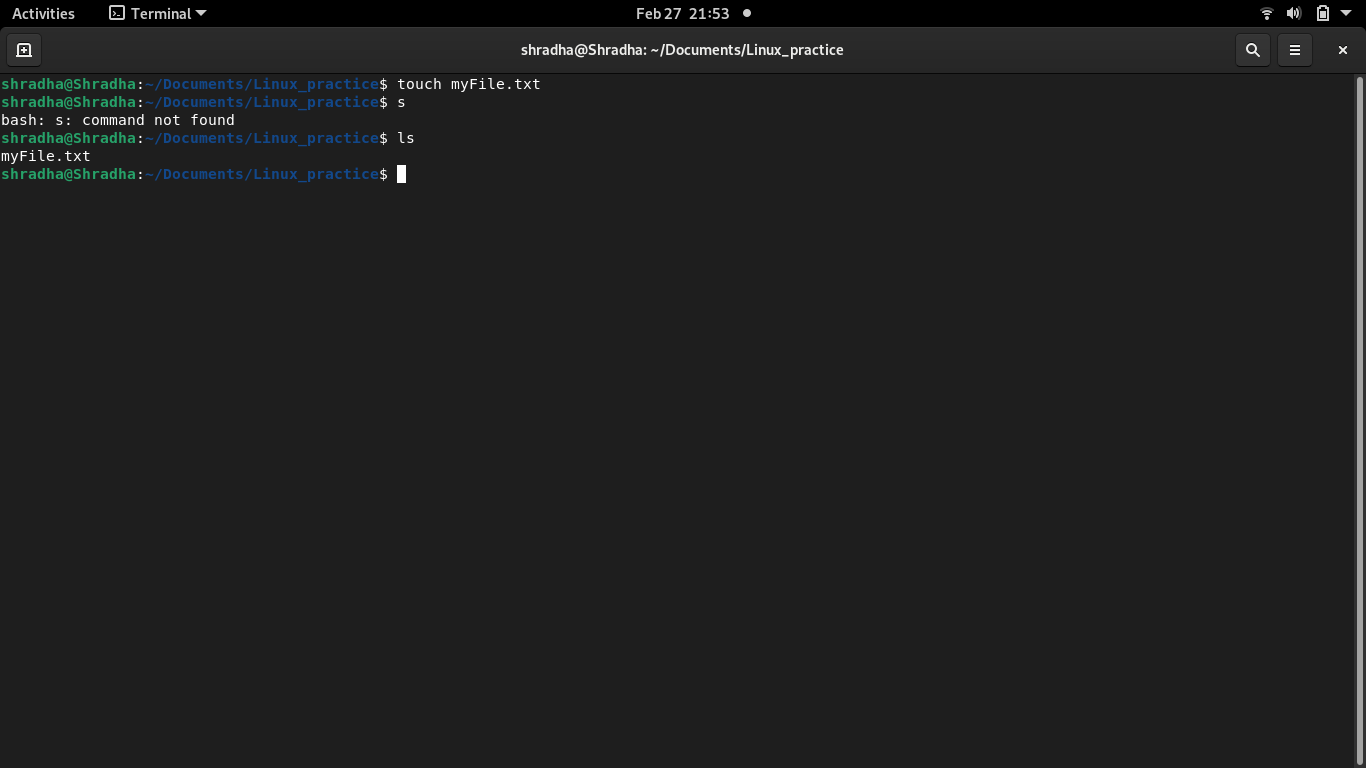 Activities Terminal Feb 27 21:53
shradha@Shradha: ~/Documents/Linux_practice
shradha@Shradha:~/Documents/Linux_practice$ touch myFile.txt
shradha@Shradha:~/Documents/Linux_practice$ s
bash: s: command not found
shradha@Shradha:~/Documents/Linux_practice$ ls
myFile.txt
shradha@Shradha:~/Documents/Linux_practice$